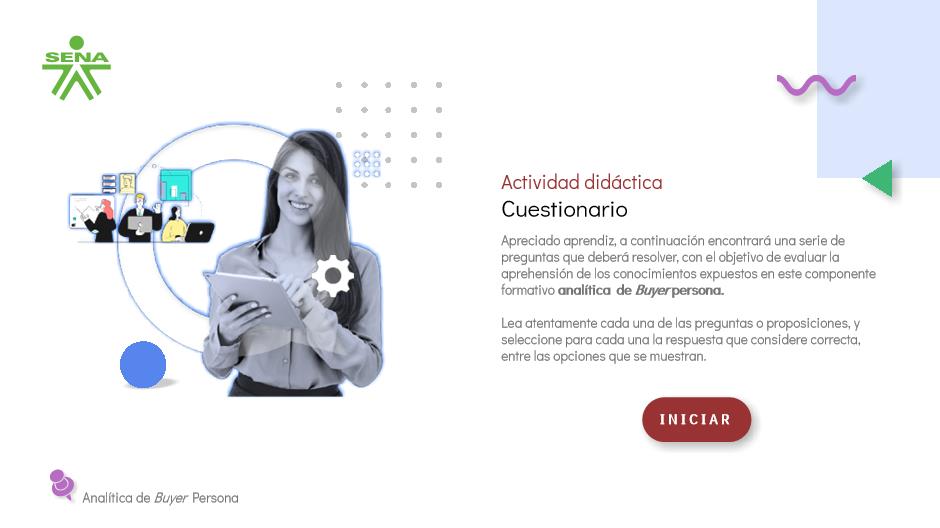 SENA
Actividad didáctica
Cuestionario
Apreciado aprendiz, a continuación encontrará una serie de
preguntas que deberá resolver, con el objetivo de evaluar la
aprehensión de los conocimientos expuestos en este componente
formativo analítica de Buyer persona.
Lea atentamente cada una de las preguntas o proposiciones, y
seleccione para cada una la respuesta que considere correcta,
entre las opciones que se muestran.
INICIAR
Analítica de Buyer Persona